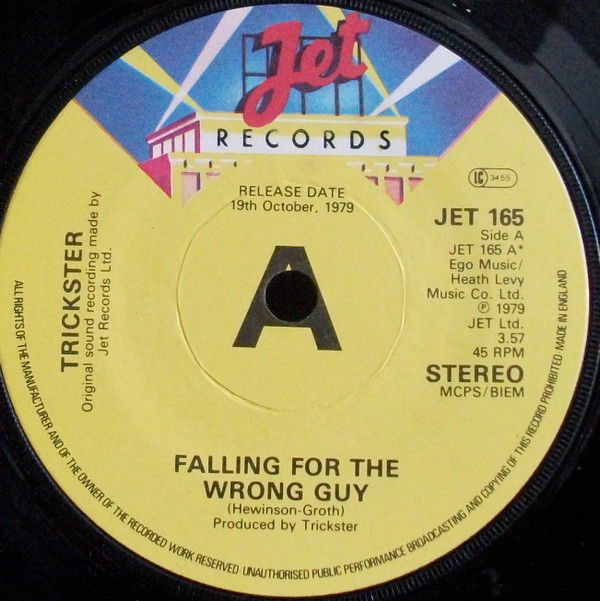 Jet
RECORDS
LC 3455
RELEASE DATE
19th October, 1979
A
JET 165
Side A
JET 165 A*
Ego Music/
Heath Levy
Music Co. Ltd.
Ⓟ 1979
JET Ltd.
3.57
45 RPM
STEREO
MCPS/BIEM
TRICKSTER
Original sound recording made by
Jet Records Ltd.
FALLING FOR THE
WRONG GUY
(Hewinson-Groth)
Produced by Trickster
ALL RIGHTS OF THE MANUFACTURER AND OF THE OWNER OF THE RECORDED WORK RESERVED·UNAUTHORISED PUBLIC PERFORMANCE BROADCASTING AND COPYING OF THIS RECORD PROHIBITED MADE IN ENGLAND